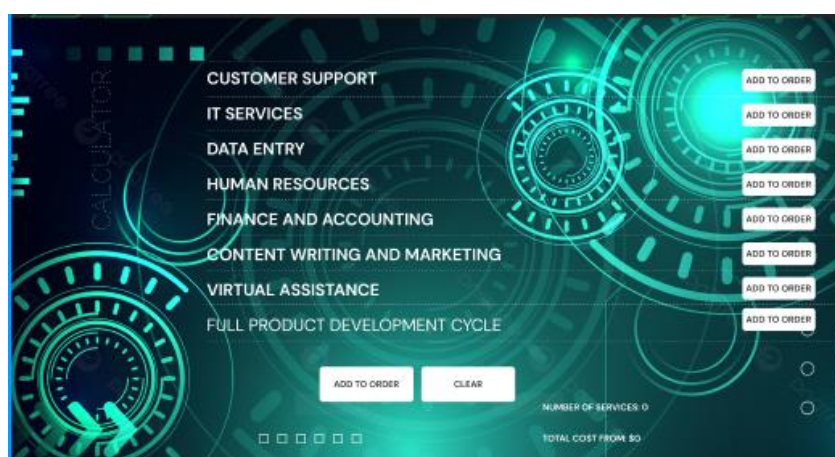 CALCULATOR
CUSTOMER SUPPORT ADD TO ORDER
IT SERVICES ADD TO ORDER
DATA ENTRY ADD TO ORDER
HUMAN RESOURCES ADD TO ORDER
FINANCE AND ACCOUNTING ADD TO ORDER
CONTENT WRITING AND MARKETING ADD TO ORDER
VIRTUAL ASSISTANCE ADD TO ORDER
FULL PRODUCT DEVELOPMENT CYCLE ADD TO ORDER
ADD TO ORDER CLEAR
NUMBER OF SERVICES: 0
TOTAL COST FROM: $0